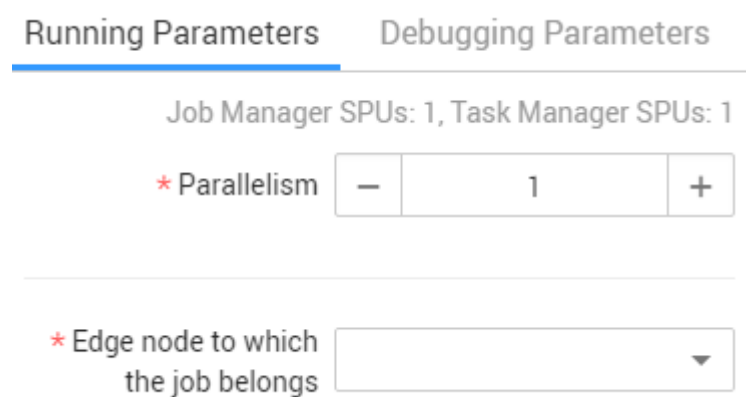 Running Parameters Debugging Parameters
Job Manager SPUs: 1, Task Manager SPUs: 1
* Parallelism − 1 +
* Edge node to which
the job belongs